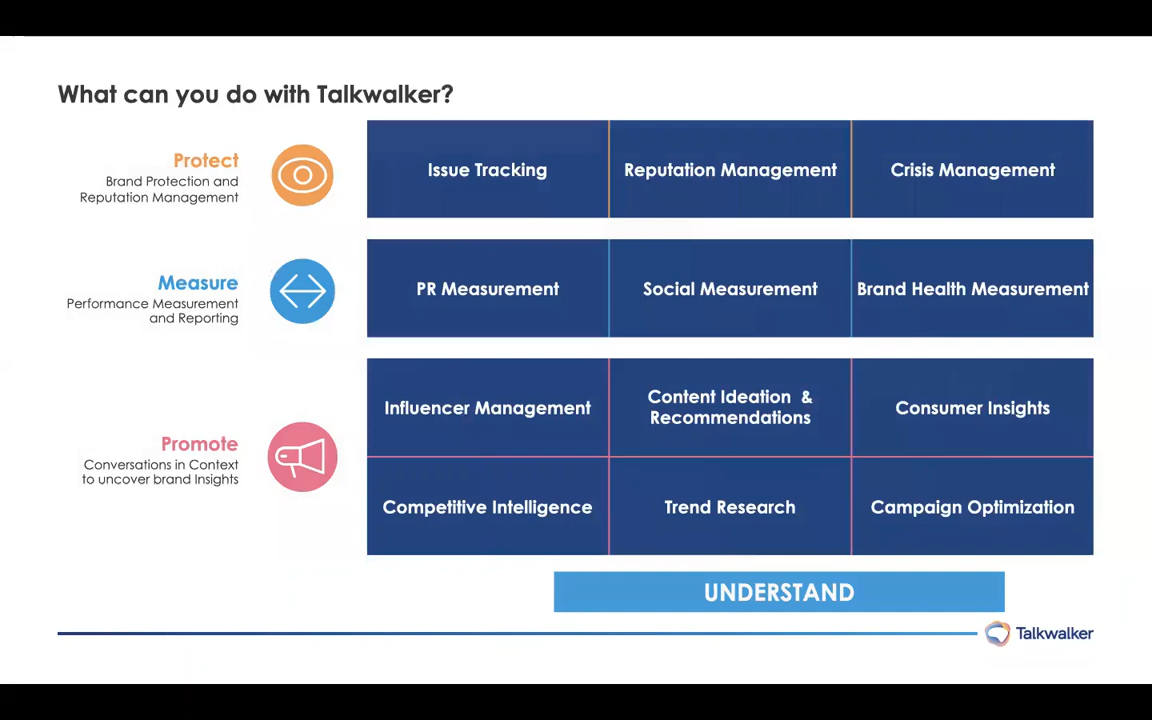 What can you do with Talkwalker?
Protect
Brand Protection and
Reputation Management
Issue Tracking
Reputation Management
Crisis Management
Measure
Performance Measurement
and Reporting
PR Measurement
Social Measurement
Brand Health Measurement
Promote
Conversations in Context
to uncover brand Insights
Influencer Management
Content Ideation &
Recommendations
Consumer Insights
Competitive Intelligence
Trend Research
Campaign Optimization
UNDERSTAND
Talkwalker